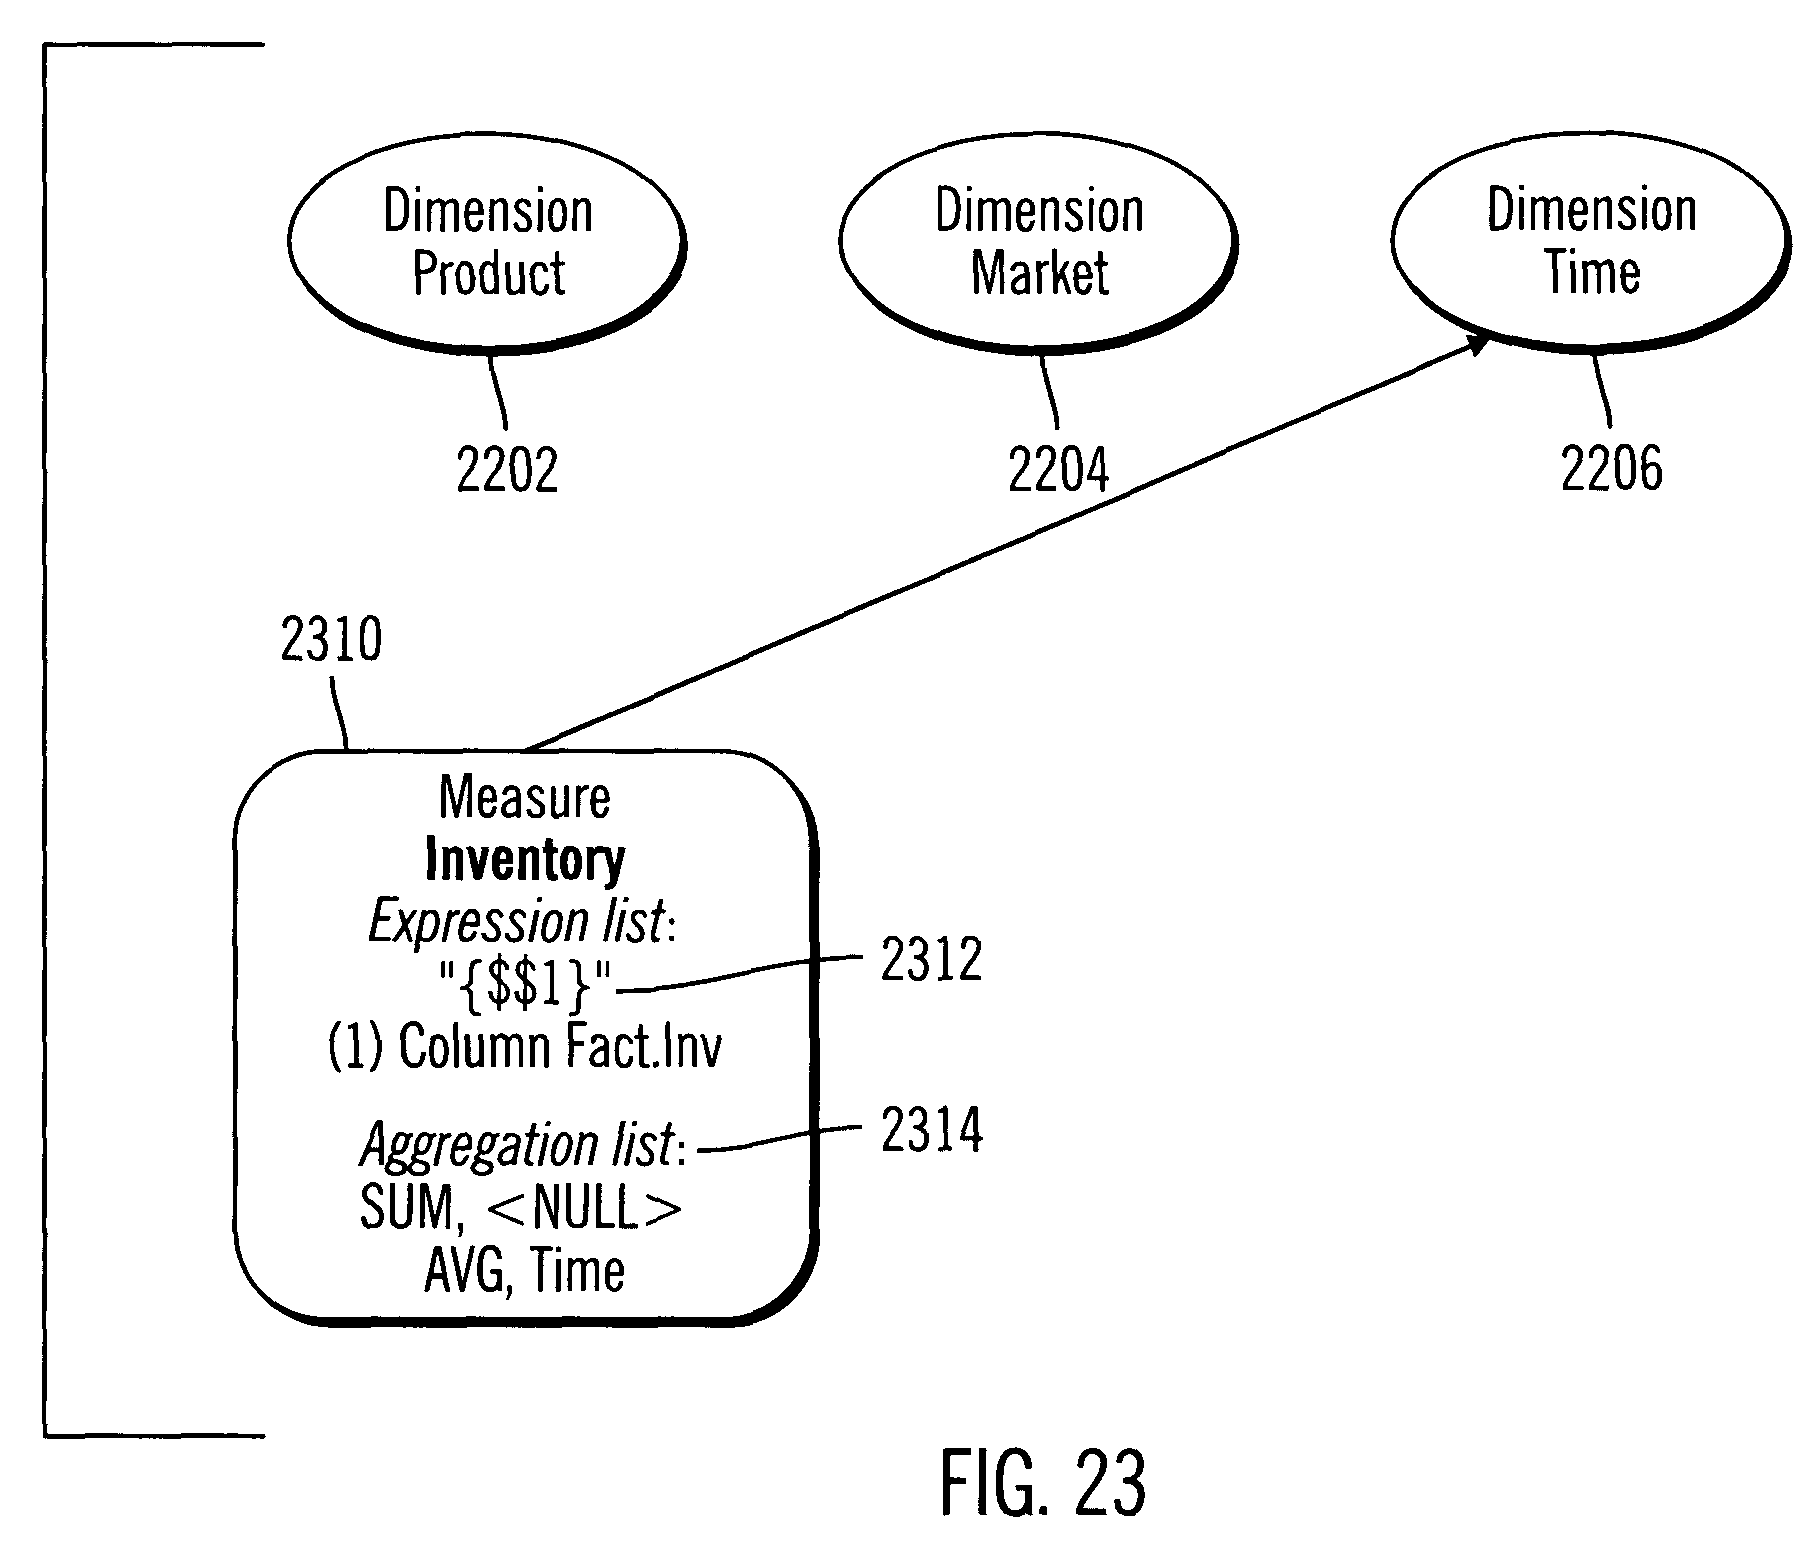 Dimension
Product
Dimension
Market
Dimension
Time
2202
2204
2206
2310
Measure
Inventory
Expression list:
"{$$1}"
2312
(1) Column Fact.Inv
Aggregation list:
2314
SUM, <NULL>
AVG, Time
FIG. 23